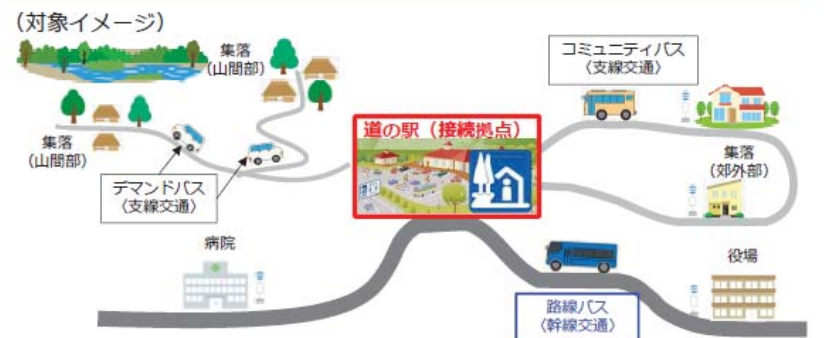 （対象イメージ）
集落
（山間部）
コミュニティバス
〈支線交通〉
道の駅（接続拠点）
集落
（山間部）
集落
（郊外部）
デマンドバス
〈支線交通〉
病院
役場
路線バス
〈幹線交通〉